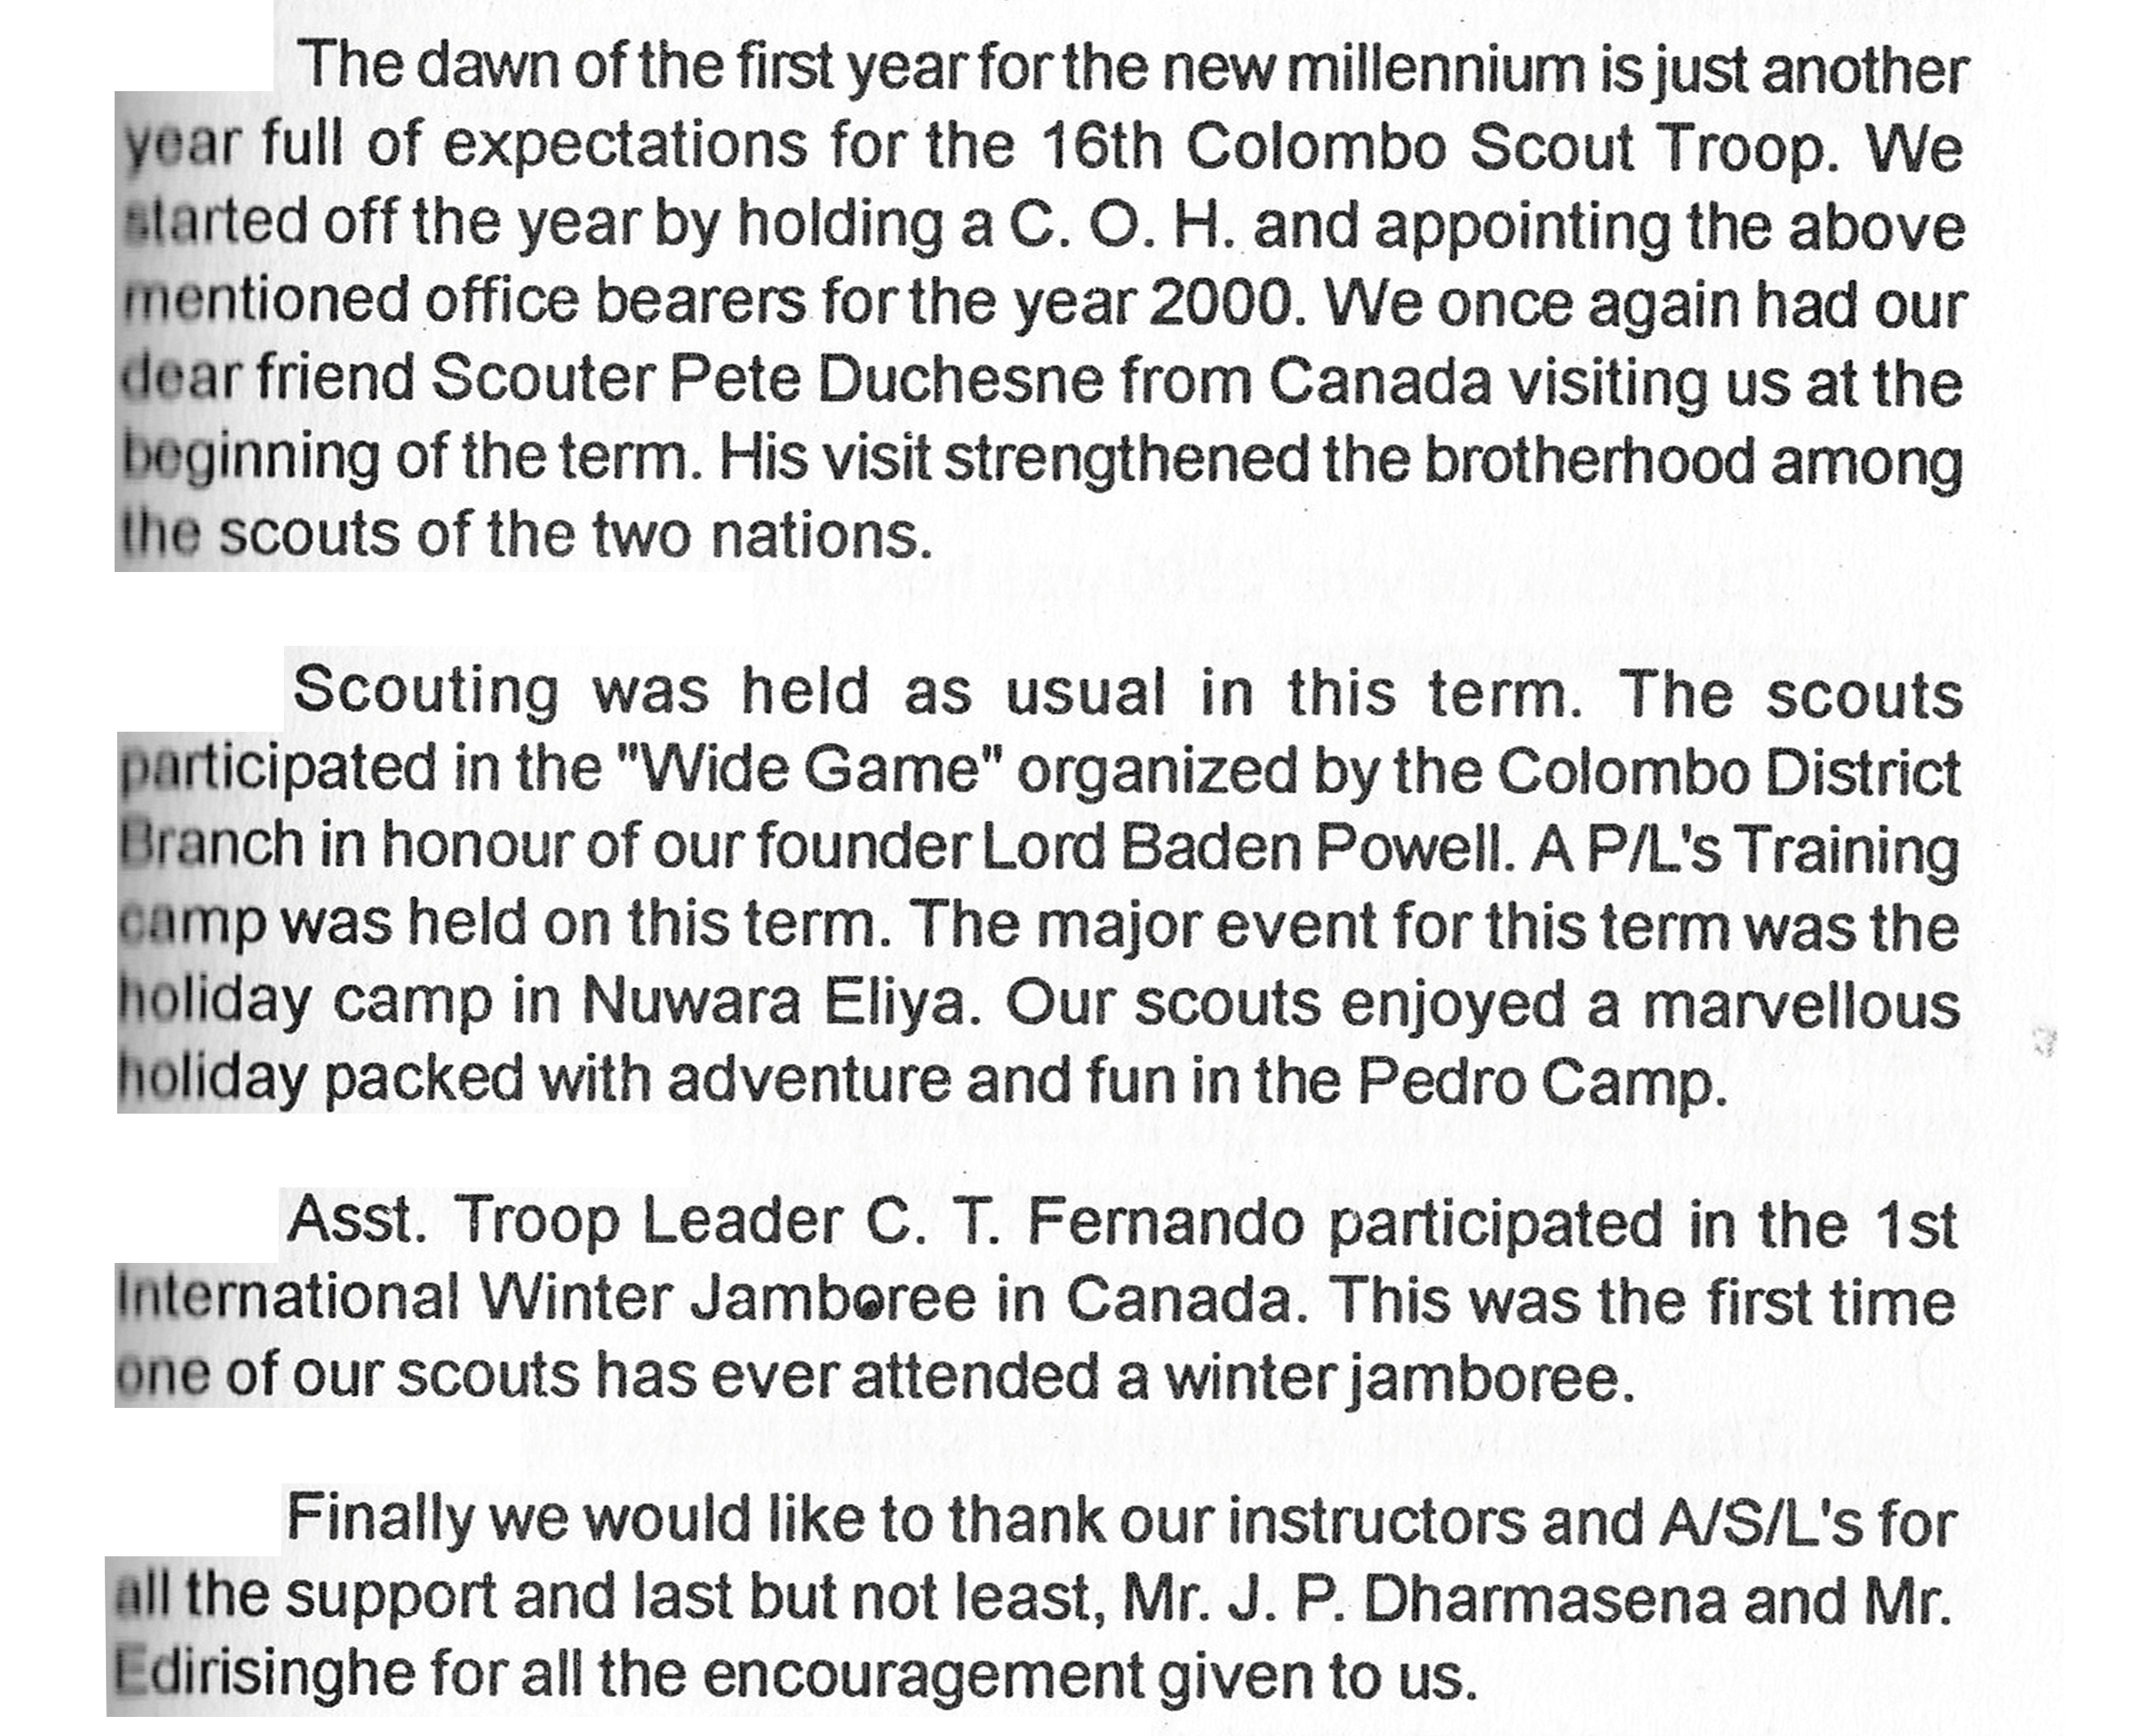 The dawn of the first year for the new millennium is just another
year full of expectations for the 16th Colombo Scout Troop. We
started off the year by holding a C. O. H. and appointing the above
mentioned office bearers for the year 2000. We once again had our
dear friend Scouter Pete Duchesne from Canada visiting us at the
beginning of the term. His visit strengthened the brotherhood among
the scouts of the two nations.
Scouting was held as usual in this term. The scouts
participated in the "Wide Game" organized by the Colombo District
Branch in honour of our founder Lord Baden Powell. A P/L's Training
camp was held on this term. The major event for this term was the
holiday camp in Nuwara Eliya. Our scouts enjoyed a marvellous
holiday packed with adventure and fun in the Pedro Camp.
Asst. Troop Leader C. T. Fernando participated in the 1st
International Winter Jamboree in Canada. This was the first time
one of our scouts has ever attended a winter jamboree.
Finally we would like to thank our instructors and A/S/L's for
all the support and last but not least, Mr. J. P. Dharmasena and Mr.
Edirisinghe for all the encouragement given to us.